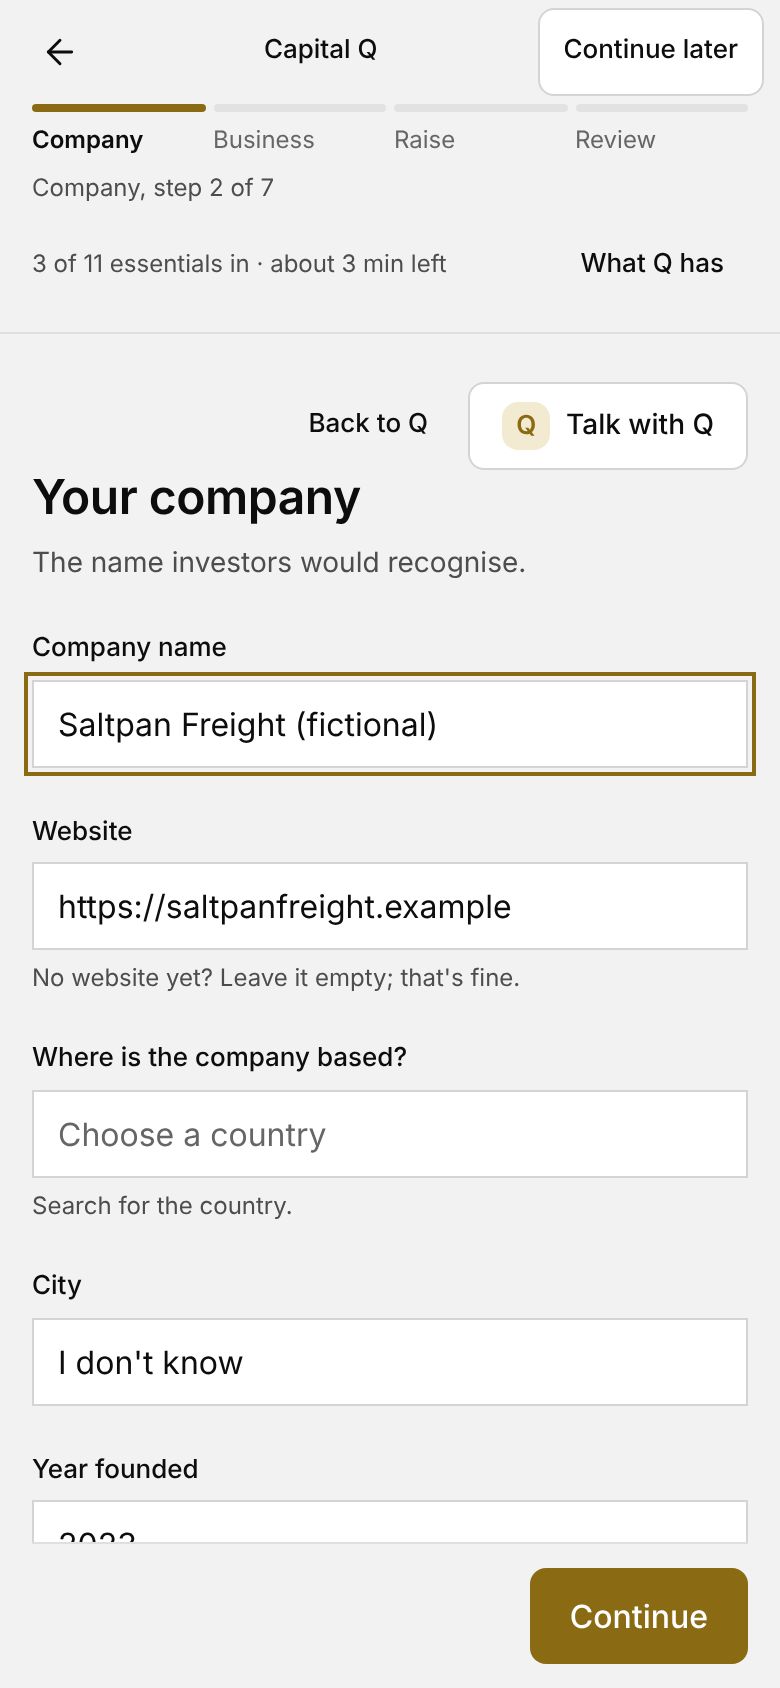 Capital Q
Continue later
Company
Business
Raise
Review
Company, step 2 of 7
3 of 11 essentials in · about 3 min left
What Q has
Back to Q
Q Talk with Q
Your company
The name investors would recognise.
Company name
Saltpan Freight (fictional)
Website
https://saltpanfreight.example
No website yet? Leave it empty; that's fine.
Where is the company based?
Choose a country
Search for the country.
City
I don't know
Year founded
Continue